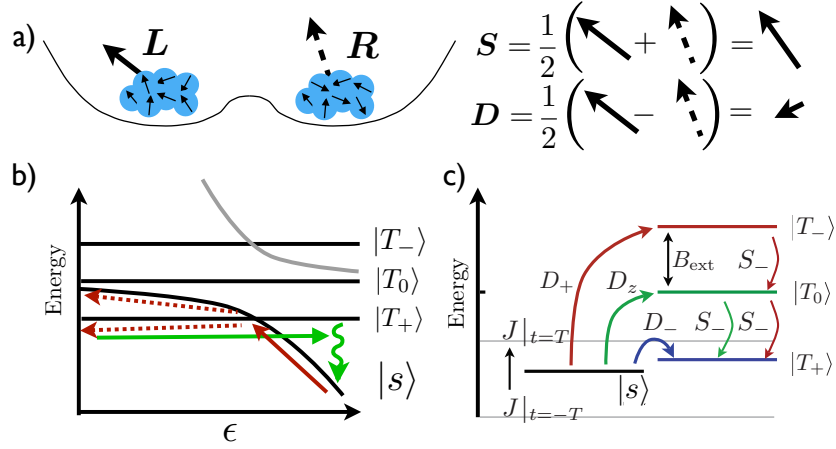 a) L R S = 1/2 ( + ) =
D = 1/2 ( − ) =
b)
Energy
|T−⟩
|T0⟩
|T+⟩
|s⟩
ϵ
c)
Energy
|T−⟩
Bext
S−
D+
Dz
|T0⟩
D−
S−
S−
J|t=T
|T+⟩
|s⟩
J|t=−T